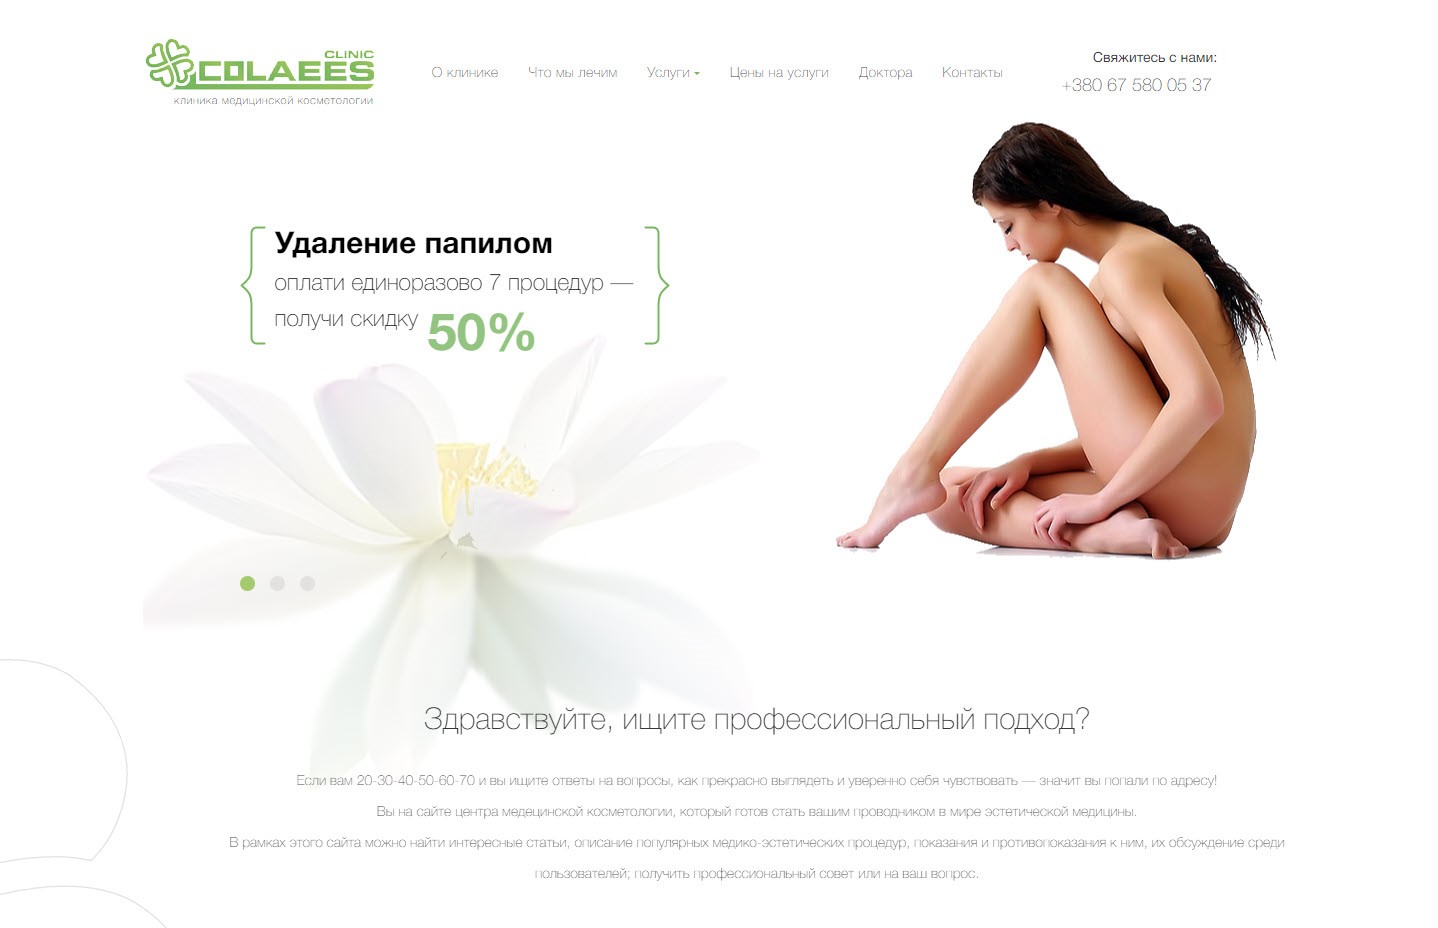 CLINIC
COLAEES
клиника медицинской косметологии
О клинике Что мы лечим Услуги Цены на услуги Доктора Контакты
Свяжитесь с нами:
+380 67 580 05 37
Удаление папилом
оплати единоразово 7 процедур —
получи скидку 50%
Здравствуйте, ищите профессиональный подход?
Если вам 20-30-40-50-60-70 и вы ищите ответы на вопросы, как прекрасно выглядеть и уверенно себя чувствовать — значит вы попали по адресу!
Вы на сайте центра медецинской косметологии, который готов стать вашим проводником в мире эстетической медицины.
В рамках этого сайта можно найти интересные статьи, описание популярных медико-эстетических процедур, показания и противопоказания к ним, их обсуждение среди
пользователей; получить профессиональный совет или на ваш вопрос.